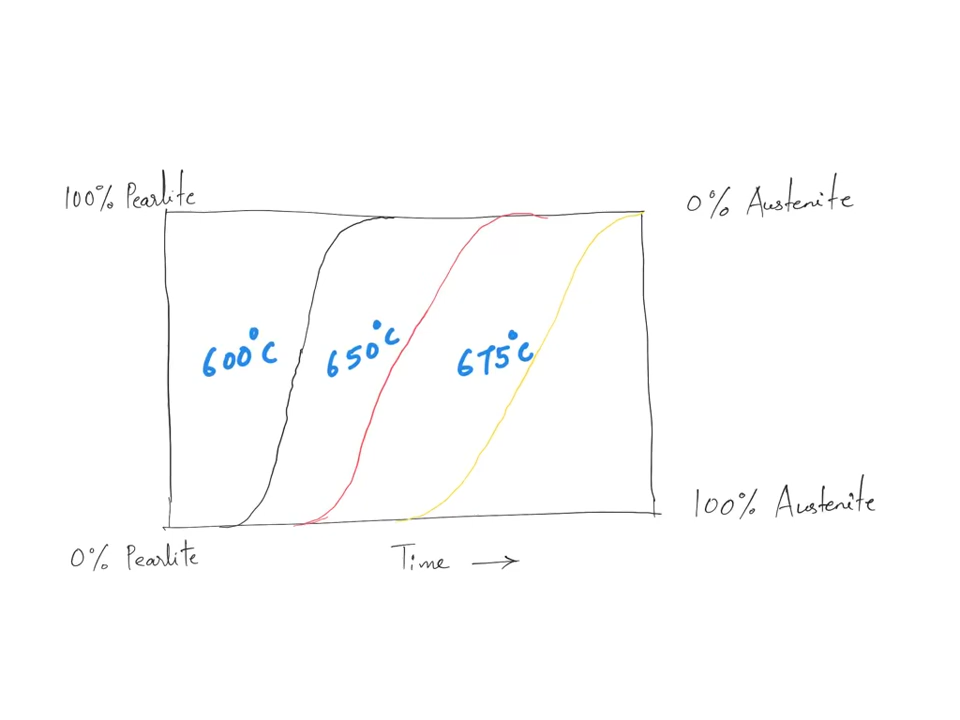 100% Pearlite
0% Austenite
600°C
650°C
675°C
100% Austenite
0% Pearlite
Time →